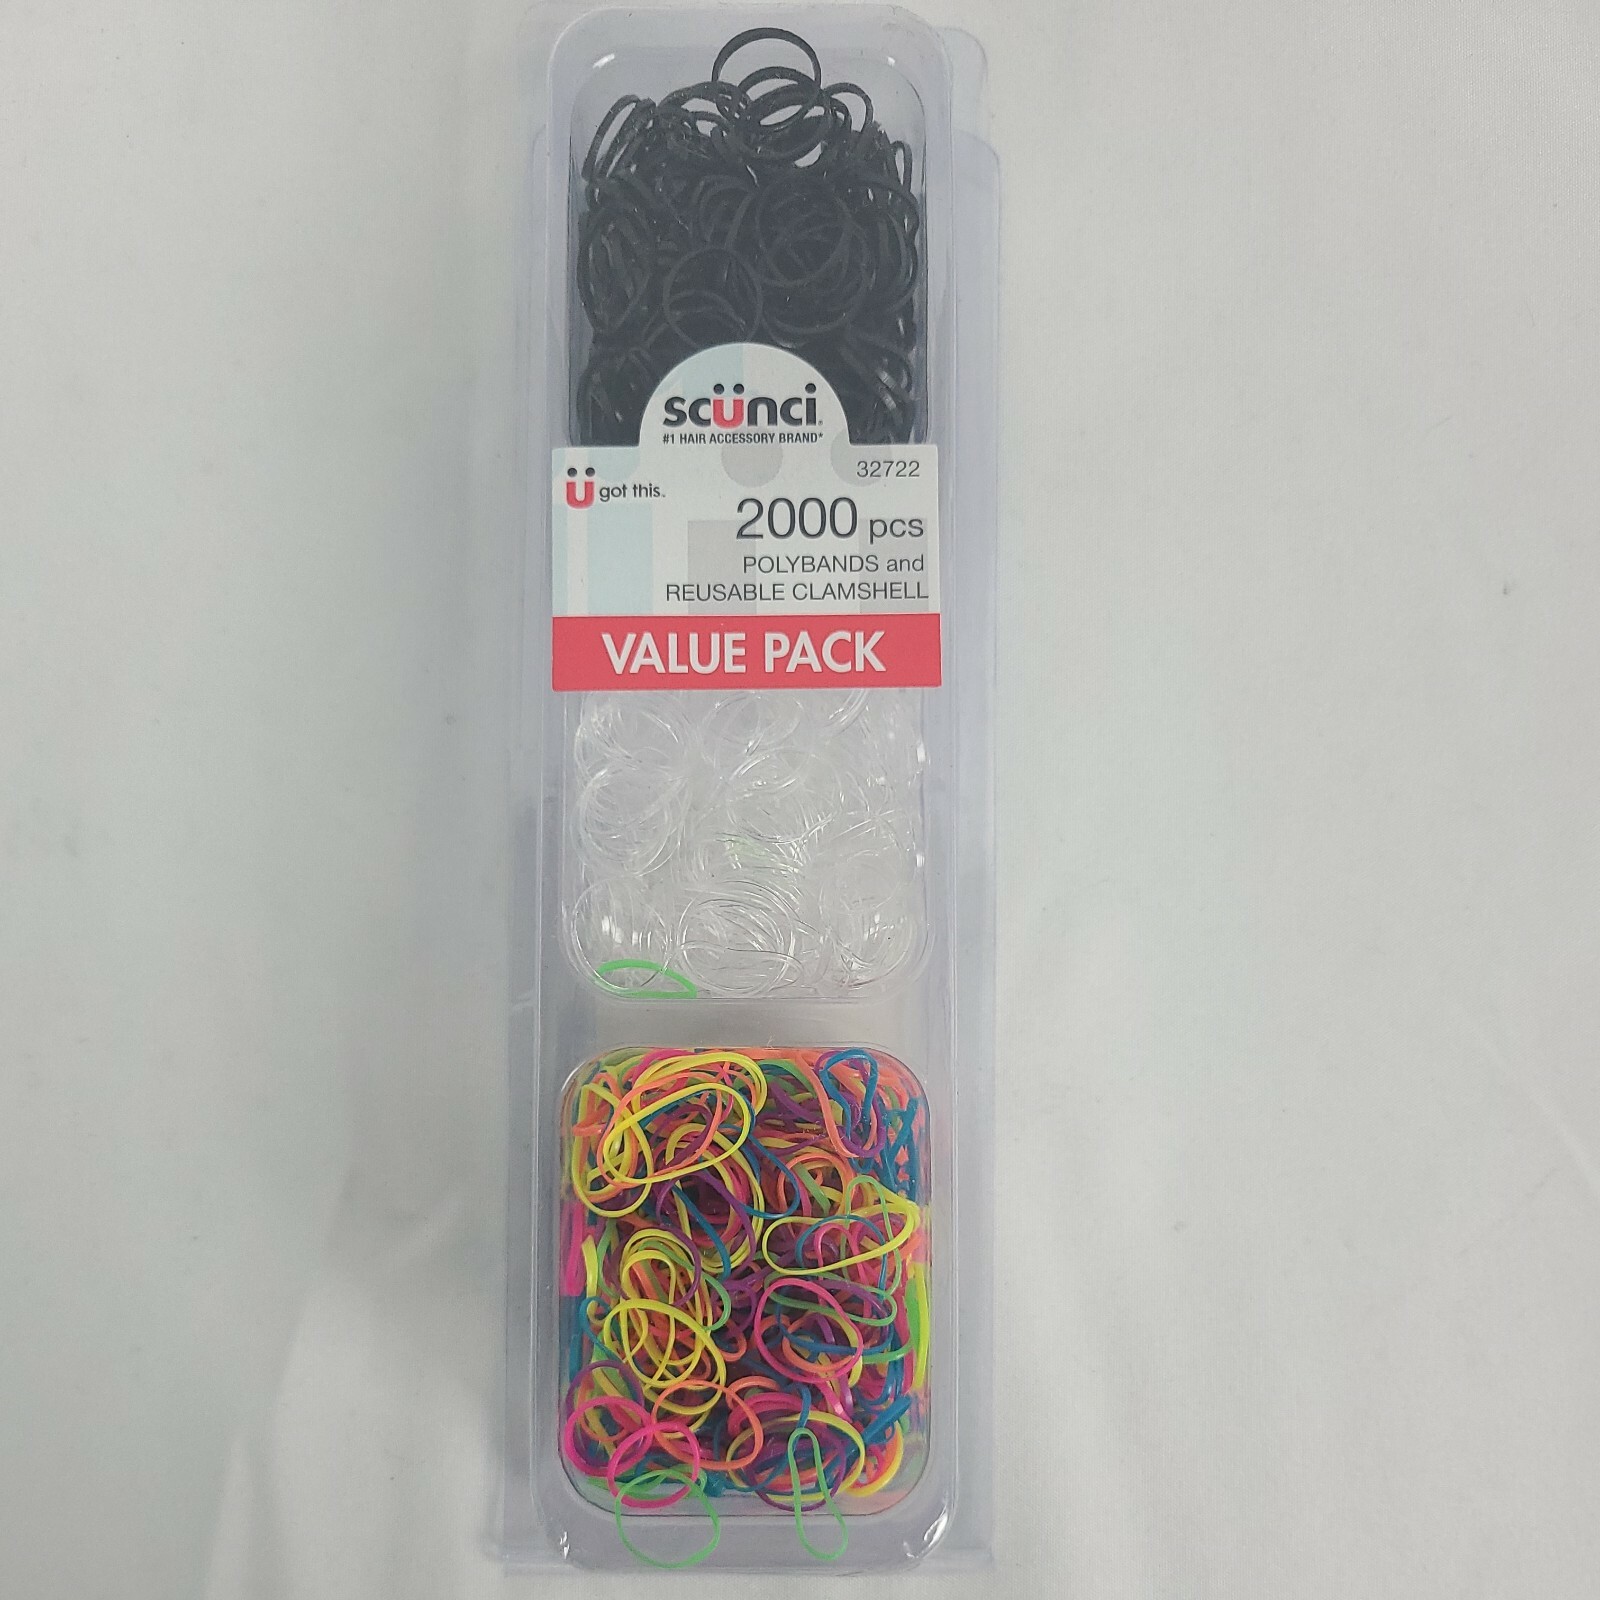 scünci
#1 HAIR ACCESSORY BRAND*
32722
Ü got this.
2000 pcs
POLYBANDS and
REUSABLE CLAMSHELL
VALUE PACK